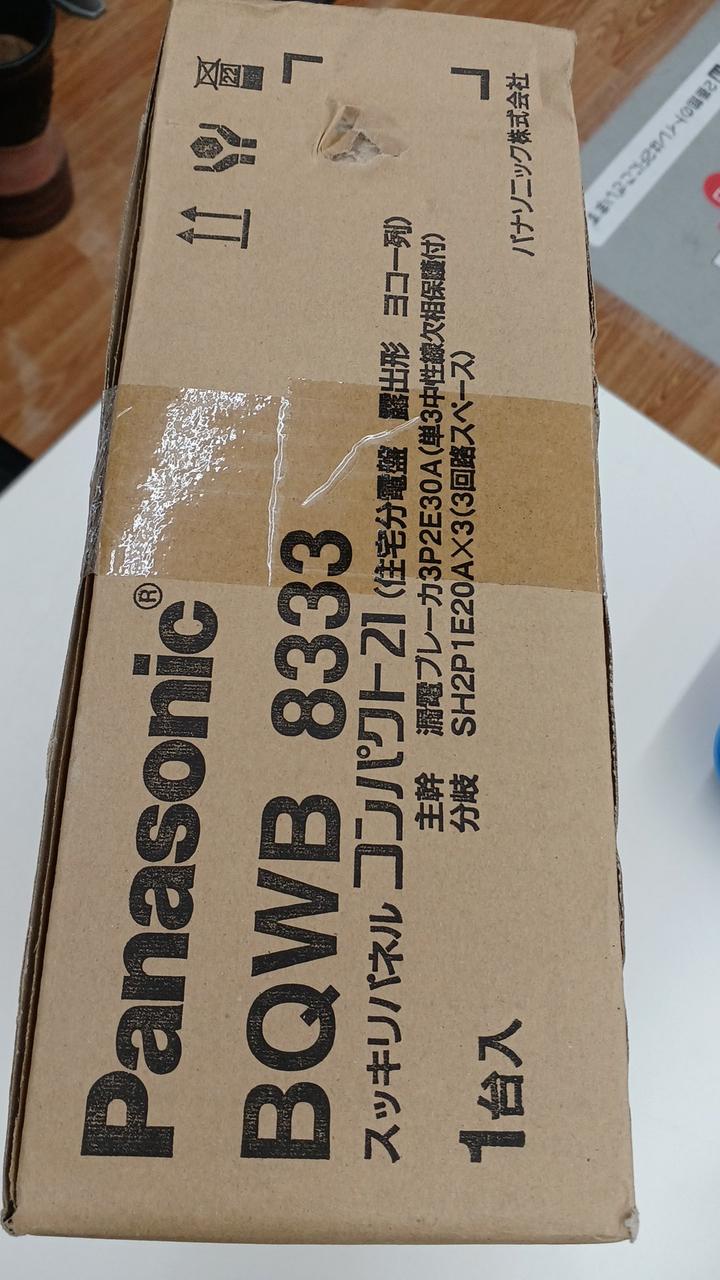 Panasonic®
BQWB 8333
スッキリパネル コンパクト21(住宅分電盤 露出形 ヨコ一列)
主幹 漏電ブレーカ3P2E30A(単3中性線欠相保護付)
分岐 SH2P1E20A×3(3回路スペース)
1台入
パナソニック株式会社
22